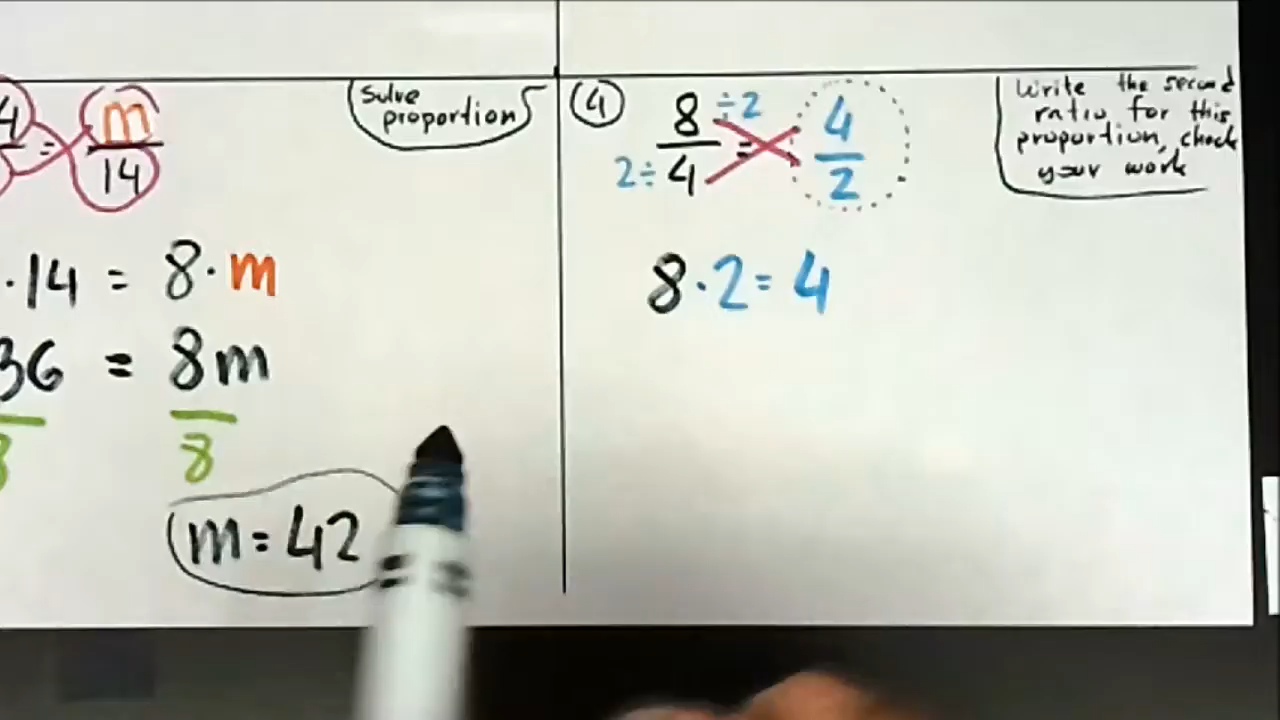 4 = m
14
Solve
proportion
· 14 = 8 · m
36 = 8m
8 8
m = 42
④ 8 ÷2 = 4
2÷ 4 2
8 · 2 = 4
Write the second
ratio for this
proportion, check
your work